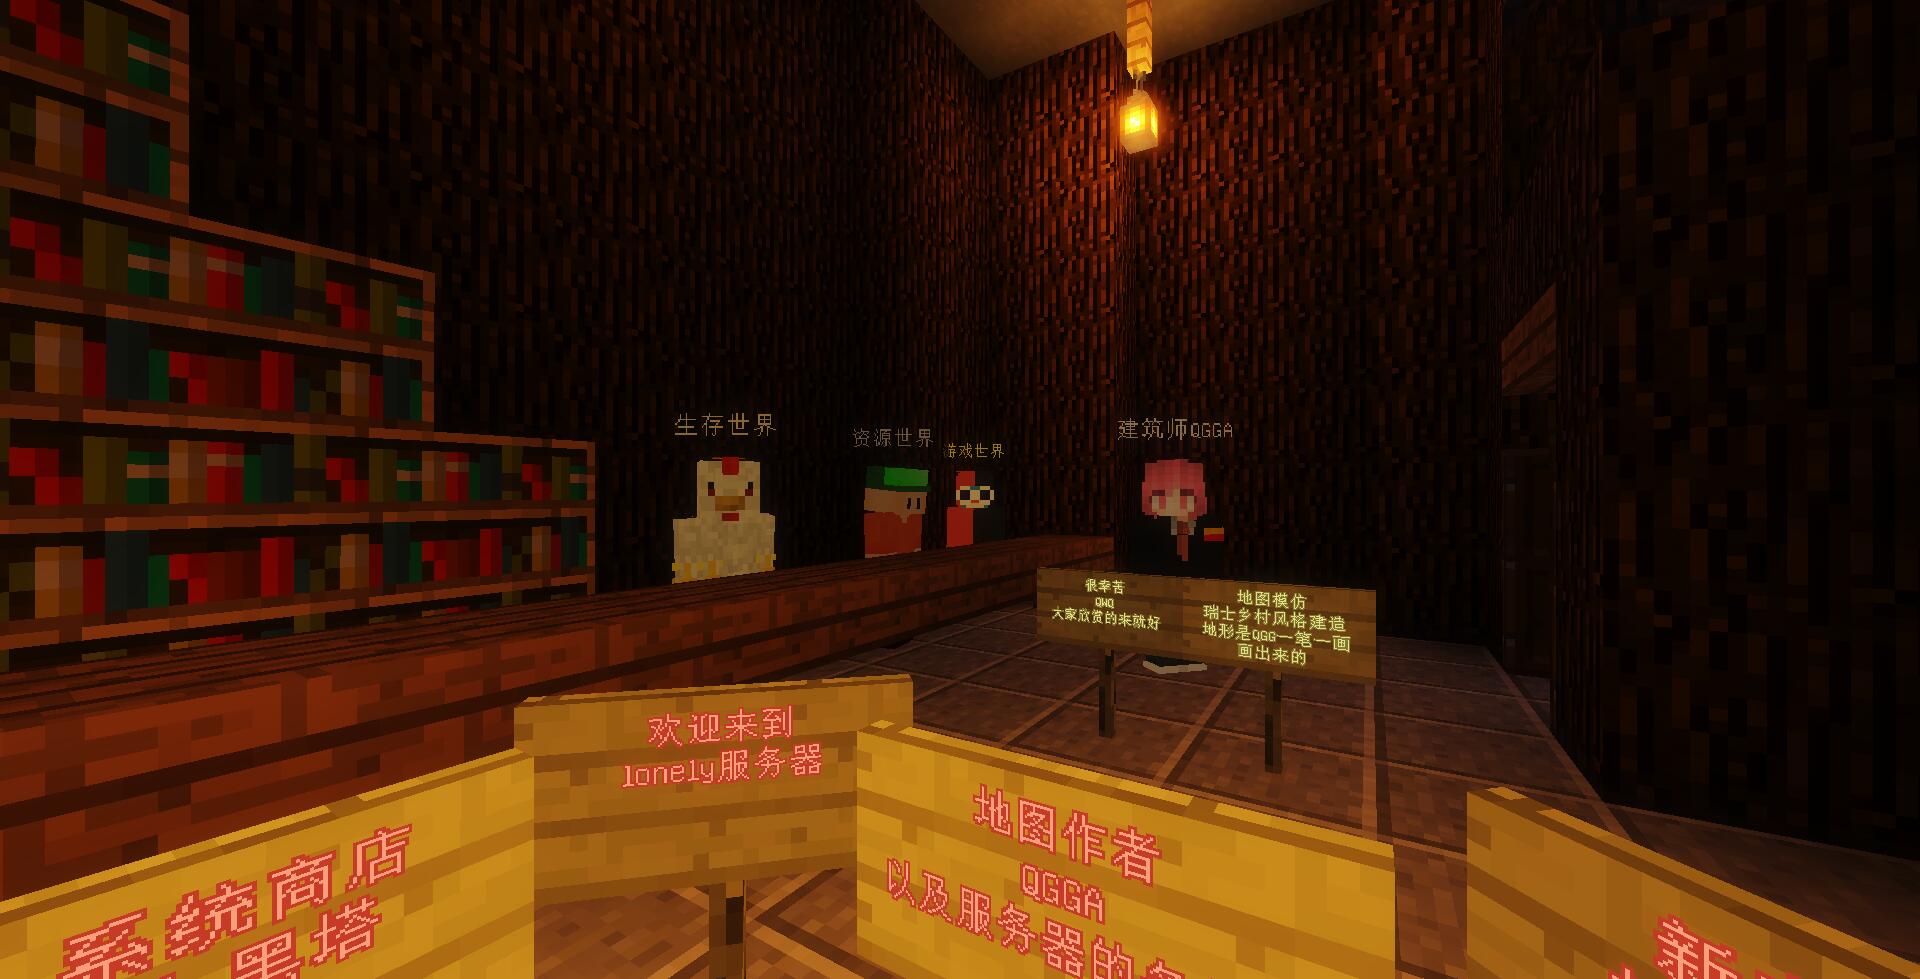 生存世界
资源世界
游戏世界
建筑师QGGA
很幸苦
QWQ
大家欣赏的来就好
地图模仿
瑞士乡村风格建造
地形是QGG一笔一画
画出来的
欢迎来到
lonely服务器
系统商店
黑塔
地图作者
QGGA
以及服务器的
新